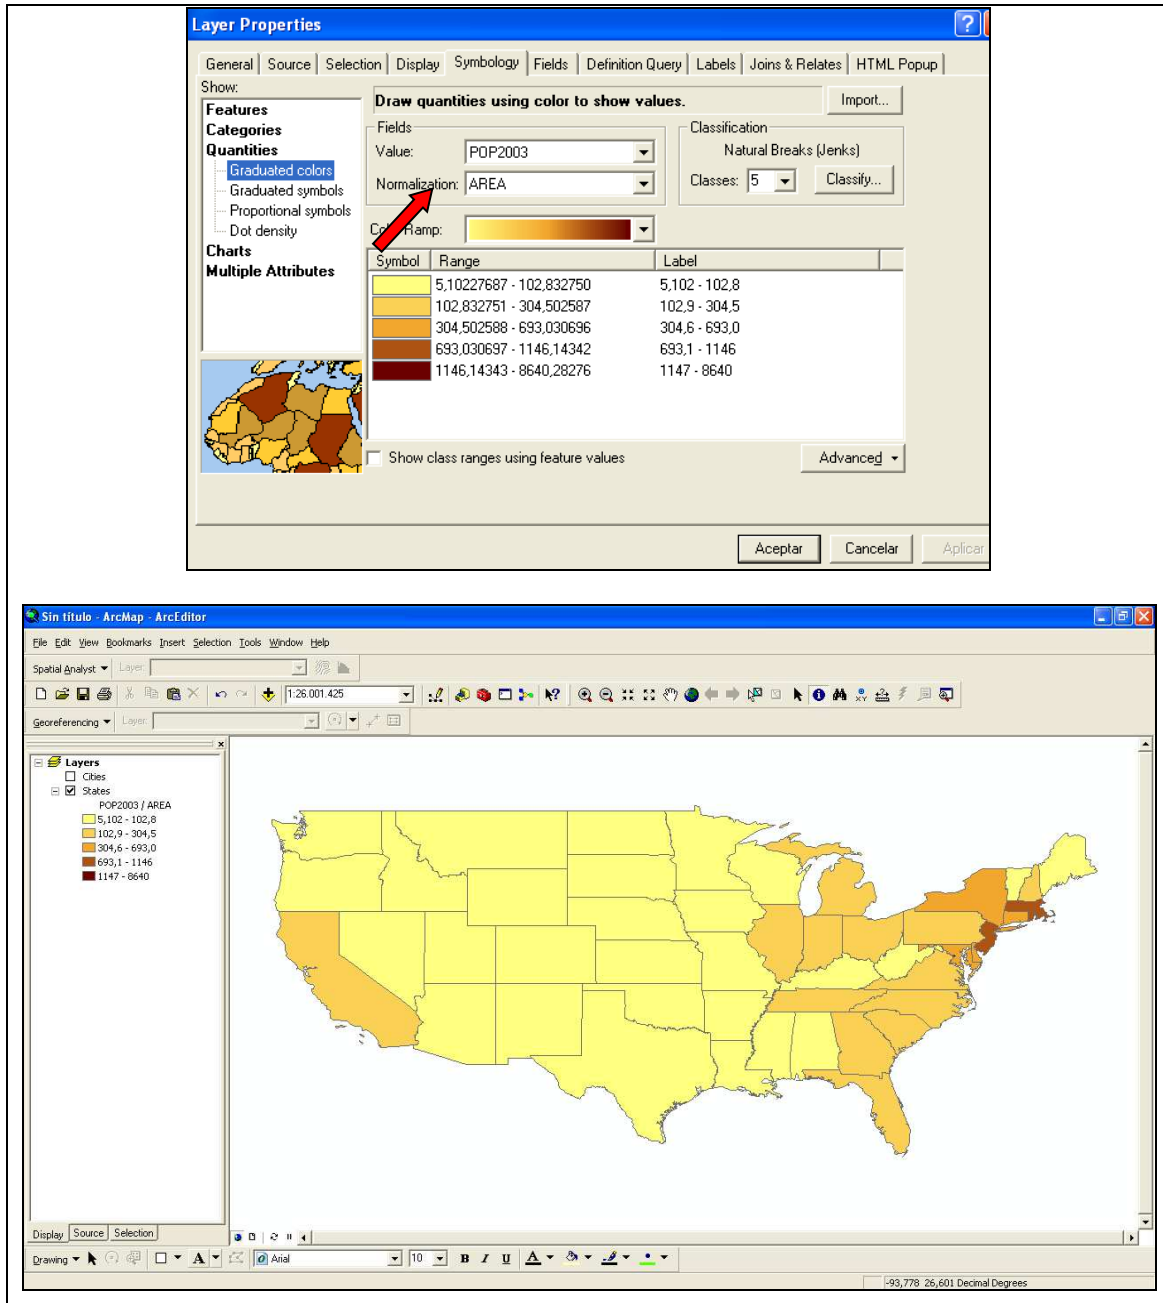 Layer Properties
General Source Selection Display Symbology Fields Definition Query Labels Joins & Relates HTML Popup
Show:
Features
Categories
Quantities
Graduated colors
Graduated symbols
Proportional symbols
Dot density
Charts
Multiple Attributes
Draw quantities using color to show values.
Import...
Fields
Value: POP2003
Normalization: AREA
Classification
Natural Breaks (Jenks)
Classes: 5 Classify...
Color Ramp:
Symbol Range Label
5,10227687 - 102,832750 5,102 - 102,8
102,832751 - 304,502587 102,9 - 304,5
304,502588 - 693,030696 304,6 - 693,0
693,030697 - 1146,14342 693,1 - 1146
1146,14343 - 8640,28276 1147 - 8640
Show class ranges using feature values
Advanced
Aceptar Cancelar Aplicar
Sin título - ArcMap - ArcEditor
File Edit View Bookmarks Insert Selection Tools Window Help
Spatial Analyst Layer:
1:26.001.425
Georeferencing Layer:
Layers
Cities
States
POP2003 / AREA
5,102 - 102,8
102,9 - 304,5
304,6 - 693,0
693,1 - 1146
1147 - 8640
Display Source Selection
Drawing A Arial 10 B I U A
-93,778 26,601 Decimal Degrees